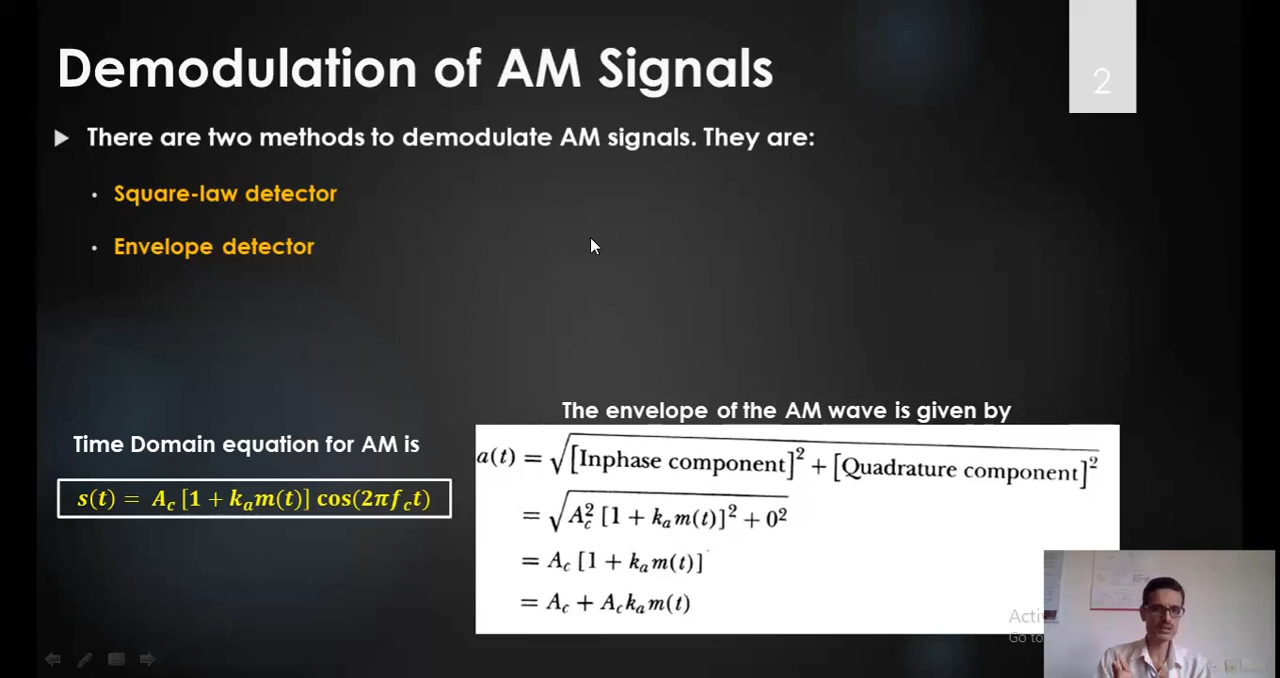 Demodulation of AM Signals
2
There are two methods to demodulate AM signals. They are:
Square-law detector
Envelope detector
The envelope of the AM wave is given by
Time Domain equation for AM is
s(t) = A_c [1 + k_a m(t)] cos(2πf_c t)
a(t) = √([Inphase component]² + [Quadrature component]²)
= √(A_c² [1 + k_a m(t)]² + 0²)
= A_c [1 + k_a m(t)]
= A_c + A_c k_a m(t)
Go to